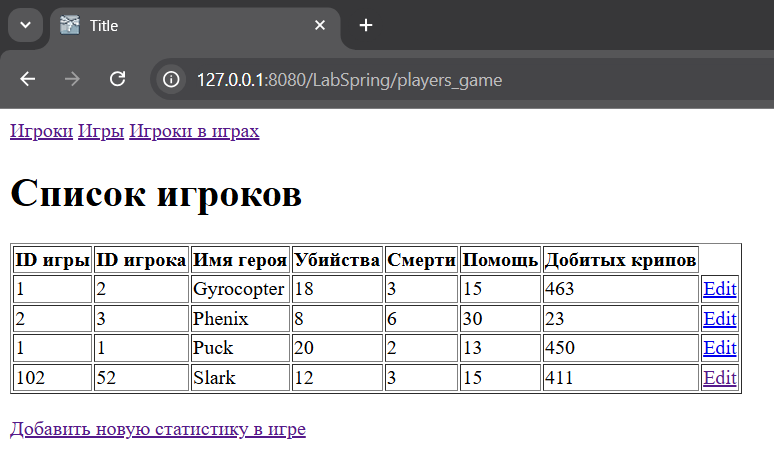 Title
127.0.0.1:8080/LabSpring/players_game
Игроки Игры Игроки в играх
Список игроков
ID игры ID игрока Имя героя Убийства Смерти Помощь Добитых крипов
1 2 Gyrocopter 18 3 15 463 Edit
2 3 Phenix 8 6 30 23 Edit
1 1 Puck 20 2 13 450 Edit
102 52 Slark 12 3 15 411 Edit
Добавить новую статистику в игре